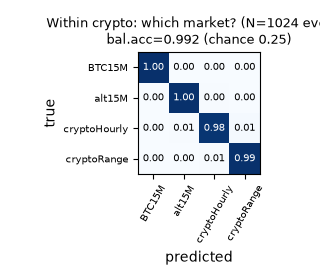 Within crypto: which market? (N=1024 eve
bal.acc=0.992 (chance 0.25)
BTC15M 1.00 0.00 0.00 0.00
alt15M 0.00 1.00 0.00 0.00
cryptoHourly 0.00 0.01 0.98 0.01
cryptoRange 0.00 0.00 0.01 0.99
true
BTC15M alt15M cryptoHourly cryptoRange
predicted